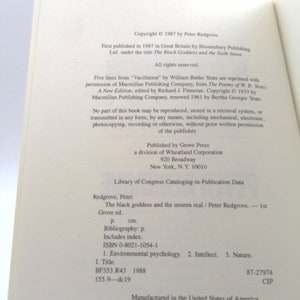 Copyright © 1987 by Peter Redgrove
First published in 1987 in Great Britain by Bloomsbury Publishing
Ltd. under the title The Black Goddess and the Sixth Sense.
All rights reserved.
Five lines from "Vacillation" by William Butler Yeats are reprinted with
permission of Macmillan Publishing Company, from The Poems of W. B. Yeats,
A New Edition, edited by Richard J. Finneran. Copyright © 1933 by
Macmillan Publishing Company, renewed 1961 by Bertha Georgie Yeats.
No part of this book may be reproduced, stored in a retrieval system, or
transmitted in any form, by any means, including mechanical, electronic,
photocopying, recording or otherwise, without prior written permission
of the publisher.
Published by Grove Press
a division of Wheatland Corporation
920 Broadway
New York, N.Y. 10010
Library of Congress Cataloging-in-Publication Data
Redgrove, Peter.
The black goddess and the unseen real : Peter Redgrove. — 1st
Grove ed.
p. cm.
Bibliography: p.
Includes index.
ISBN 0-8021-1054-1
1. Environmental psychology. 2. Intellect. 3. Nature.
I. Title.
BF353.R43 1988 87-27974
155.9—dc19 CIP
Manufactured in the United States of America